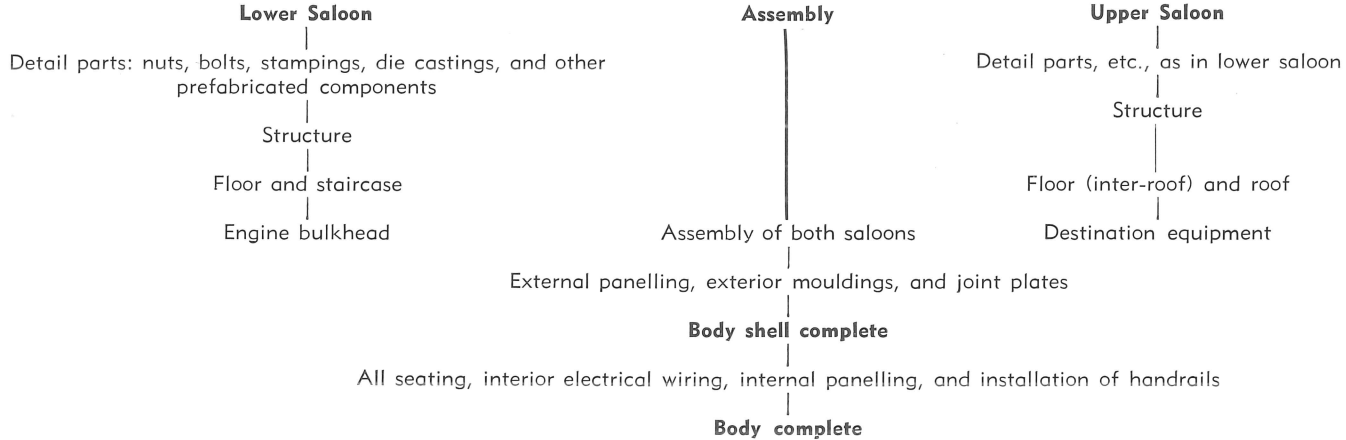 Lower Saloon
Assembly
Upper Saloon
Detail parts: nuts, bolts, stampings, die castings, and other
prefabricated components
Detail parts, etc., as in lower saloon
Structure
Structure
Floor and staircase
Floor (inter-roof) and roof
Engine bulkhead
Assembly of both saloons
Destination equipment
External panelling, exterior mouldings, and joint plates
Body shell complete
All seating, interior electrical wiring, internal panelling, and installation of handrails
Body complete